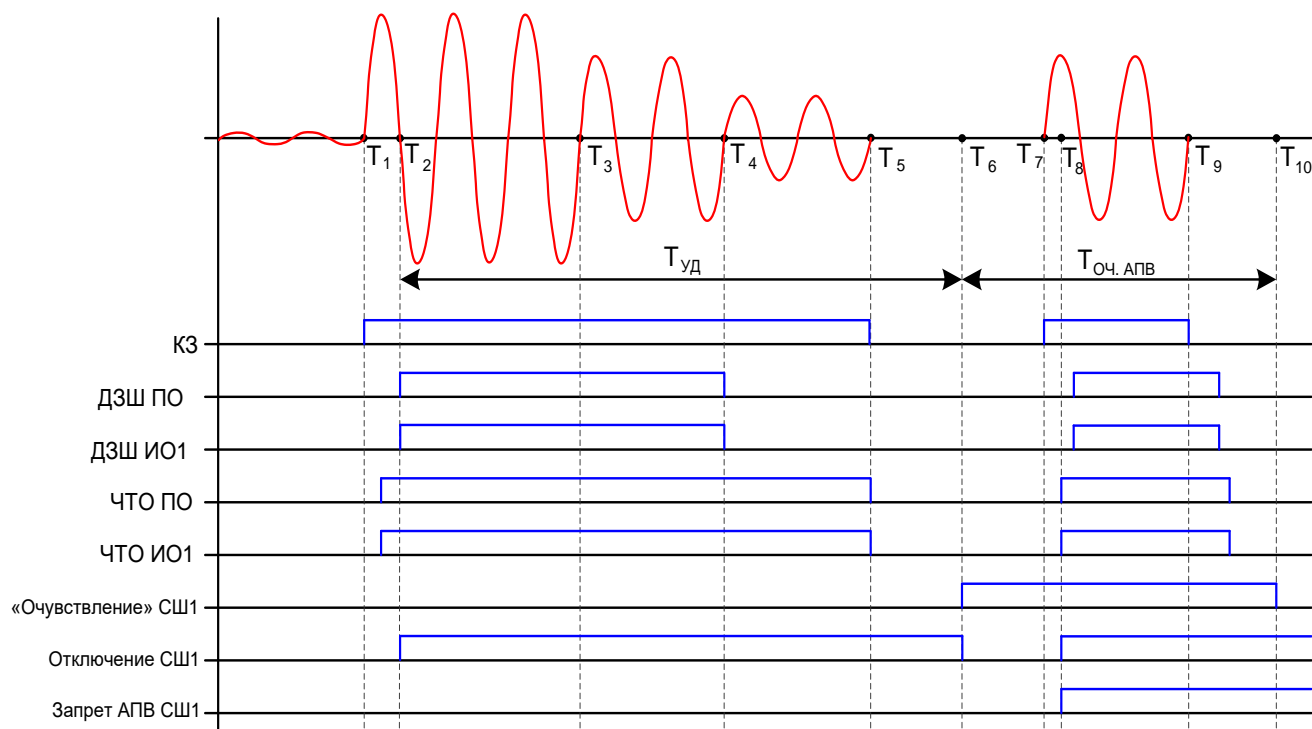 T1 T2 T3 T4 T5 T6 T7 T8 T9 T10
TУД
TОЧ. АПВ
КЗ
ДЗШ ПО
ДЗШ ИО1
ЧТО ПО
ЧТО ИО1
«Очувствление» СШ1
Отключение СШ1
Запрет АПВ СШ1